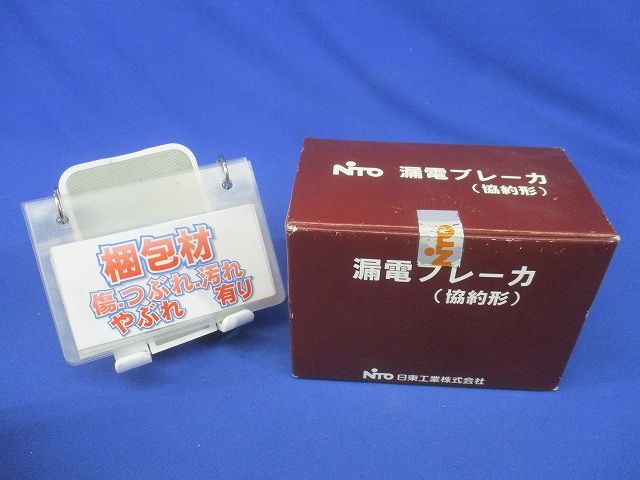 梱包材
傷.つぶれ.汚れ
やぶれ 有り
NITO 漏電ブレーカ
(協約形)
漏電ブレーカ
(協約形)
NITO 日東工業株式会社